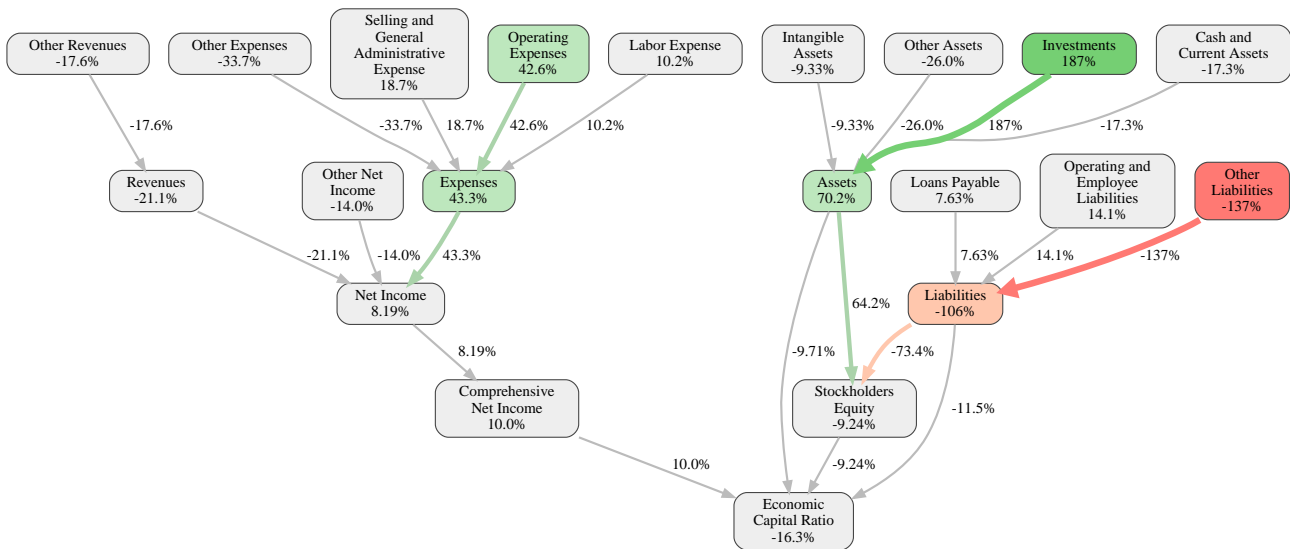 Other Revenues
-17.6%
Other Expenses
-33.7%
Selling and
General
Administrative
Expense
18.7%
Operating
Expenses
42.6%
Labor Expense
10.2%
Intangible
Assets
-9.33%
Other Assets
-26.0%
Investments
187%
Cash and
Current Assets
-17.3%
-17.6%
-33.7%
18.7%
42.6%
10.2%
-9.33%
-26.0%
187%
-17.3%
Revenues
-21.1%
Other Net
Income
-14.0%
Expenses
43.3%
Assets
70.2%
Loans Payable
7.63%
Operating and
Employee
Liabilities
14.1%
Other
Liabilities
-137%
-21.1%
-14.0%
43.3%
7.63%
14.1%
-137%
Net Income
8.19%
64.2%
Liabilities
-106%
8.19%
-9.71%
-73.4%
Comprehensive
Net Income
10.0%
Stockholders
Equity
-9.24%
-11.5%
10.0%
-9.24%
Economic
Capital Ratio
-16.3%